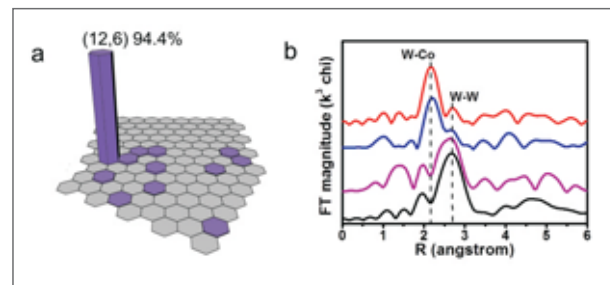 a
(12,6) 94.4%
b
W-Co
W-W
FT magnitude (k³ chi)
0 1 2 3 4 5 6
R (angstrom)